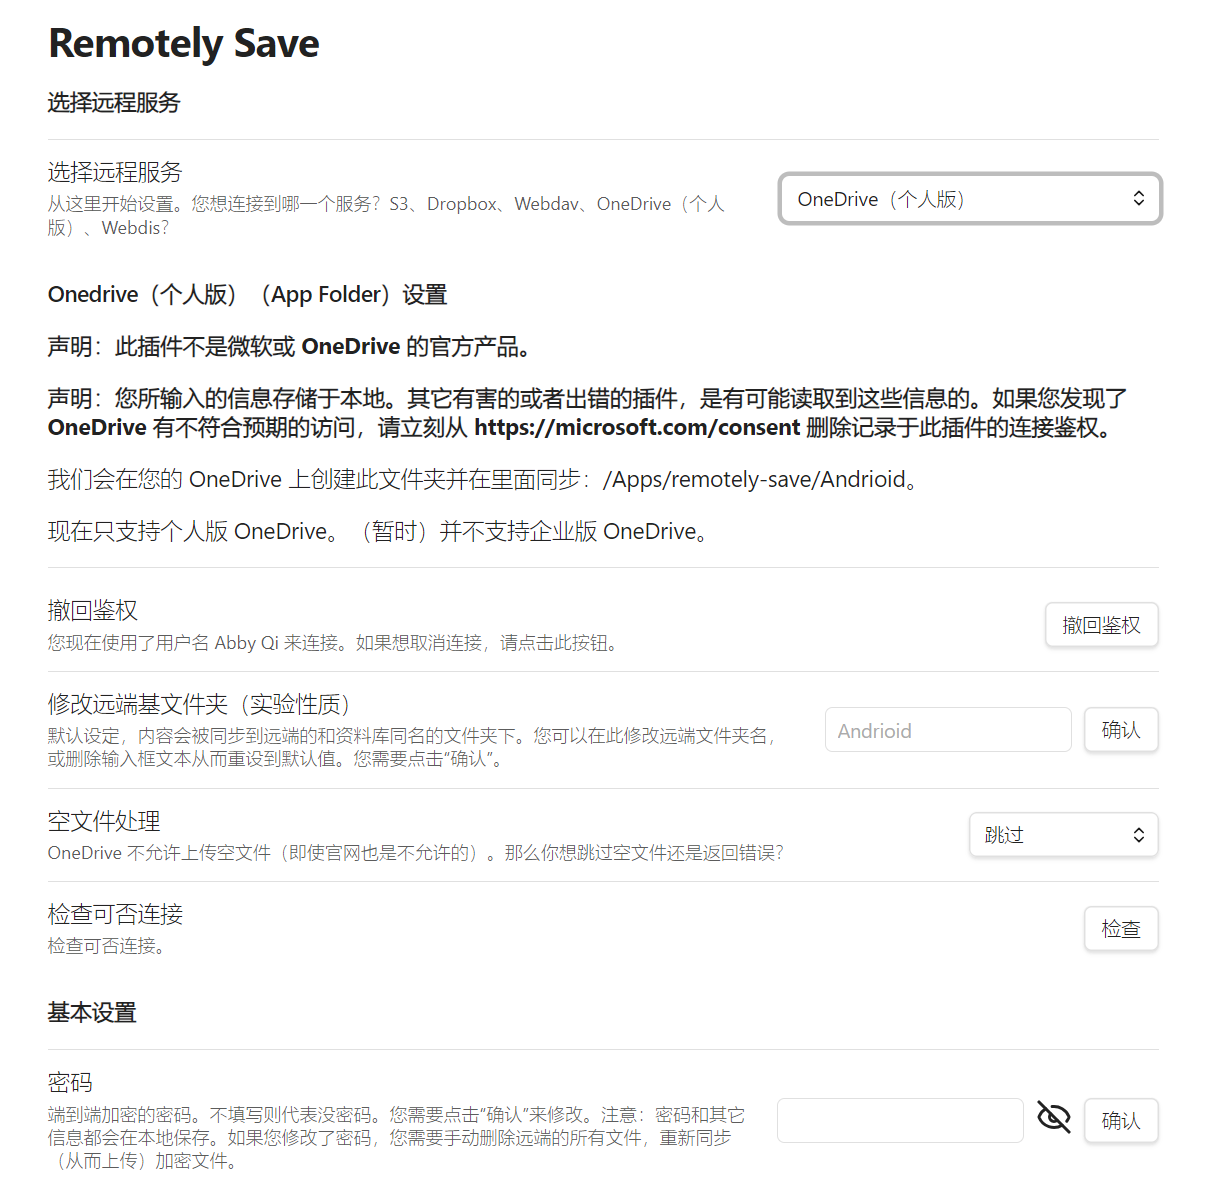 Remotely Save
选择远程服务
选择远程服务
从这里开始设置。您想连接到哪一个服务？S3、Dropbox、Webdav、OneDrive（个人
版）、Webdis？
OneDrive（个人版）
Onedrive（个人版）（App Folder）设置
声明：此插件不是微软或 OneDrive 的官方产品。
声明：您所输入的信息存储于本地。其它有害的或者出错的插件，是有可能读取到这些信息的。如果您发现了
OneDrive 有不符合预期的访问，请立刻从 https://microsoft.com/consent 删除记录于此插件的连接鉴权。
我们会在您的 OneDrive 上创建此文件夹并在里面同步：/Apps/remotely-save/Andrioid。
现在只支持个人版 OneDrive。（暂时）并不支持企业版 OneDrive。
撤回鉴权
您现在使用了用户名 Abby Qi 来连接。如果想取消连接，请点击此按钮。
撤回鉴权
修改远端基文件夹（实验性质）
默认设定，内容会被同步到远端的和资料库同名的文件夹下。您可以在此修改远端文件夹名，
或删除输入框文本从而重设到默认值。您需要点击“确认”。
Andrioid
确认
空文件处理
OneDrive 不允许上传空文件（即使官网也是不允许的）。那么你想跳过空文件还是返回错误？
跳过
检查可否连接
检查可否连接。
检查
基本设置
密码
端到端加密的密码。不填写则代表没密码。您需要点击“确认”来修改。注意：密码和其它
信息都会在本地保存。如果您修改了密码，您需要手动删除远端的所有文件，重新同步
（从而上传）加密文件。
确认